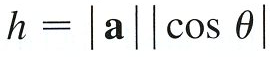 h = |a||cos θ|